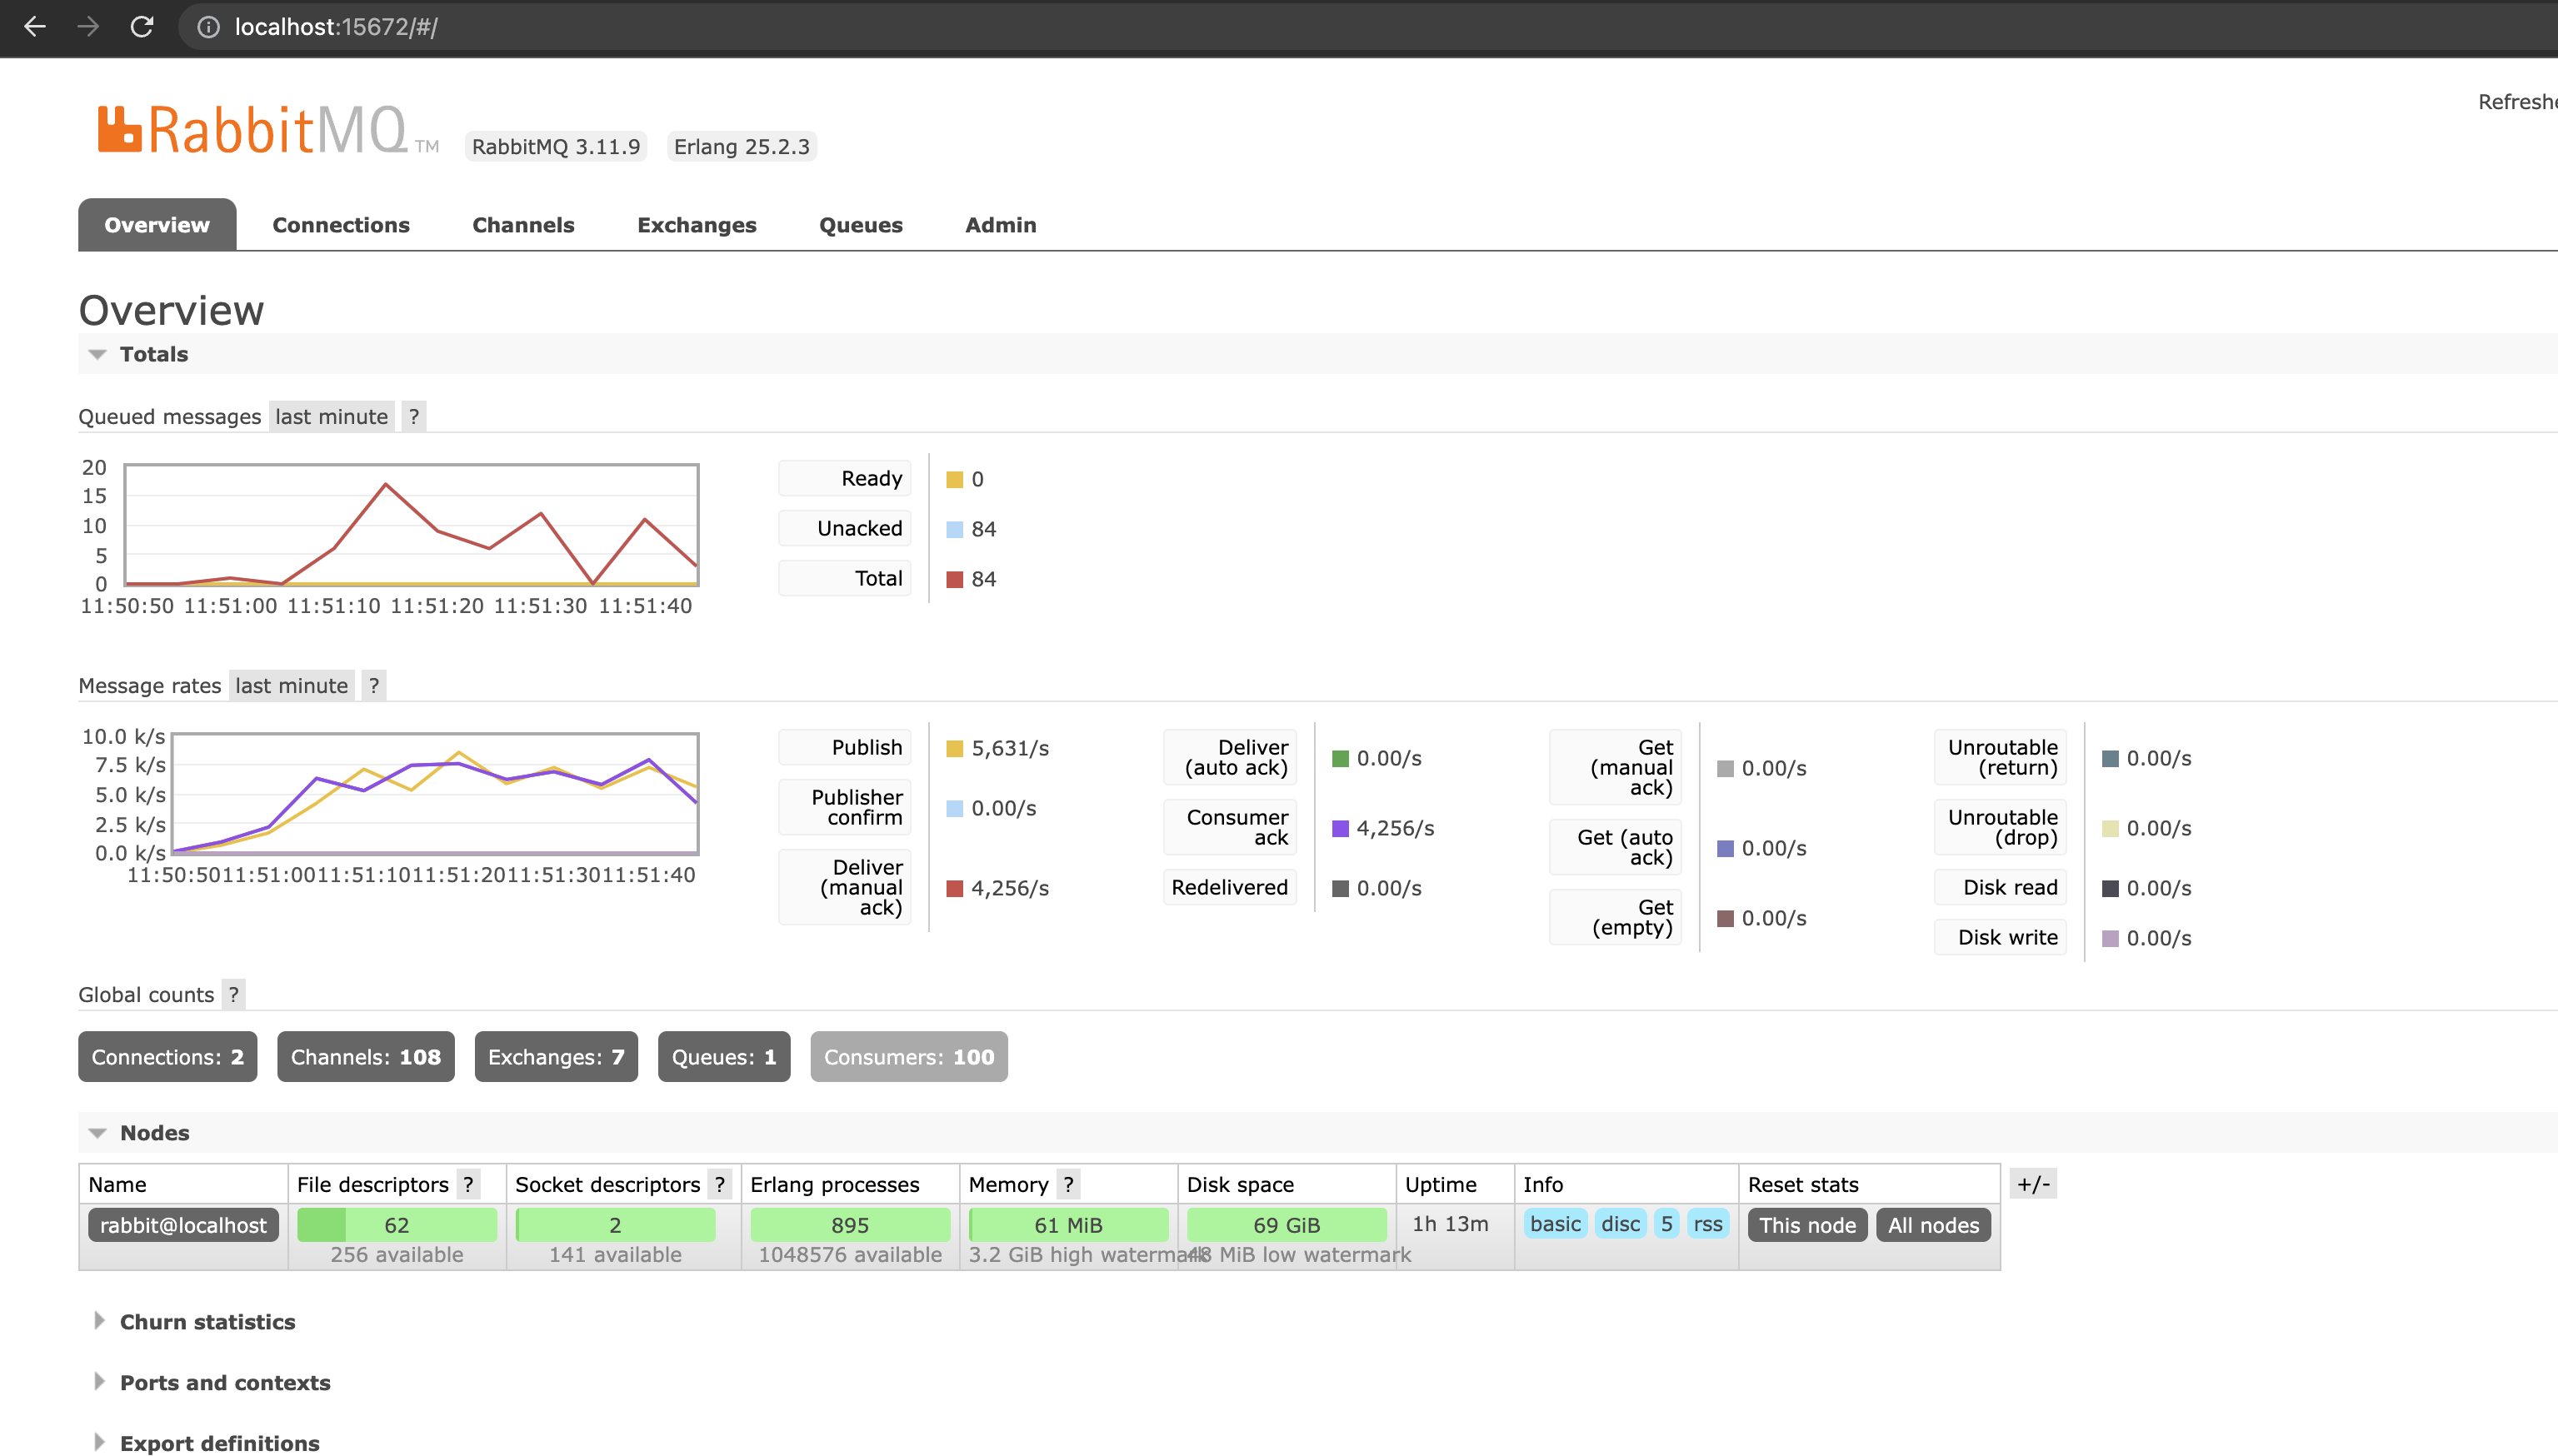 localhost:15672/#/
Refreshe
RabbitMQ TM RabbitMQ 3.11.9 Erlang 25.2.3
Overview Connections Channels Exchanges Queues Admin
Overview
Totals
Queued messages last minute ?
20
15
10
5
0
11:50:50 11:51:00 11:51:10 11:51:20 11:51:30 11:51:40
Ready 0
Unacked 84
Total 84
Message rates last minute ?
10.0 k/s
7.5 k/s
5.0 k/s
2.5 k/s
0.0 k/s
11:50:50 11:51:00 11:51:10 11:51:20 11:51:30 11:51:40
Publish 5,631/s
Publisher
confirm 0.00/s
Deliver
(manual
ack) 4,256/s
Deliver
(auto ack) 0.00/s
Consumer
ack 4,256/s
Redelivered 0.00/s
Get
(manual
ack) 0.00/s
Get (auto
ack) 0.00/s
Get
(empty) 0.00/s
Unroutable
(return) 0.00/s
Unroutable
(drop) 0.00/s
Disk read 0.00/s
Disk write 0.00/s
Global counts ?
Connections: 2 Channels: 108 Exchanges: 7 Queues: 1 Consumers: 100
Nodes
Name File descriptors ? Socket descriptors ? Erlang processes Memory ? Disk space Uptime Info Reset stats +/-
rabbit@localhost 62 2 895 61 MiB 69 GiB 1h 13m basic disc 5 rss This node All nodes
256 available 141 available 1048576 available 3.2 GiB high watermark 48 MiB low watermark
Churn statistics
Ports and contexts
Export definitions